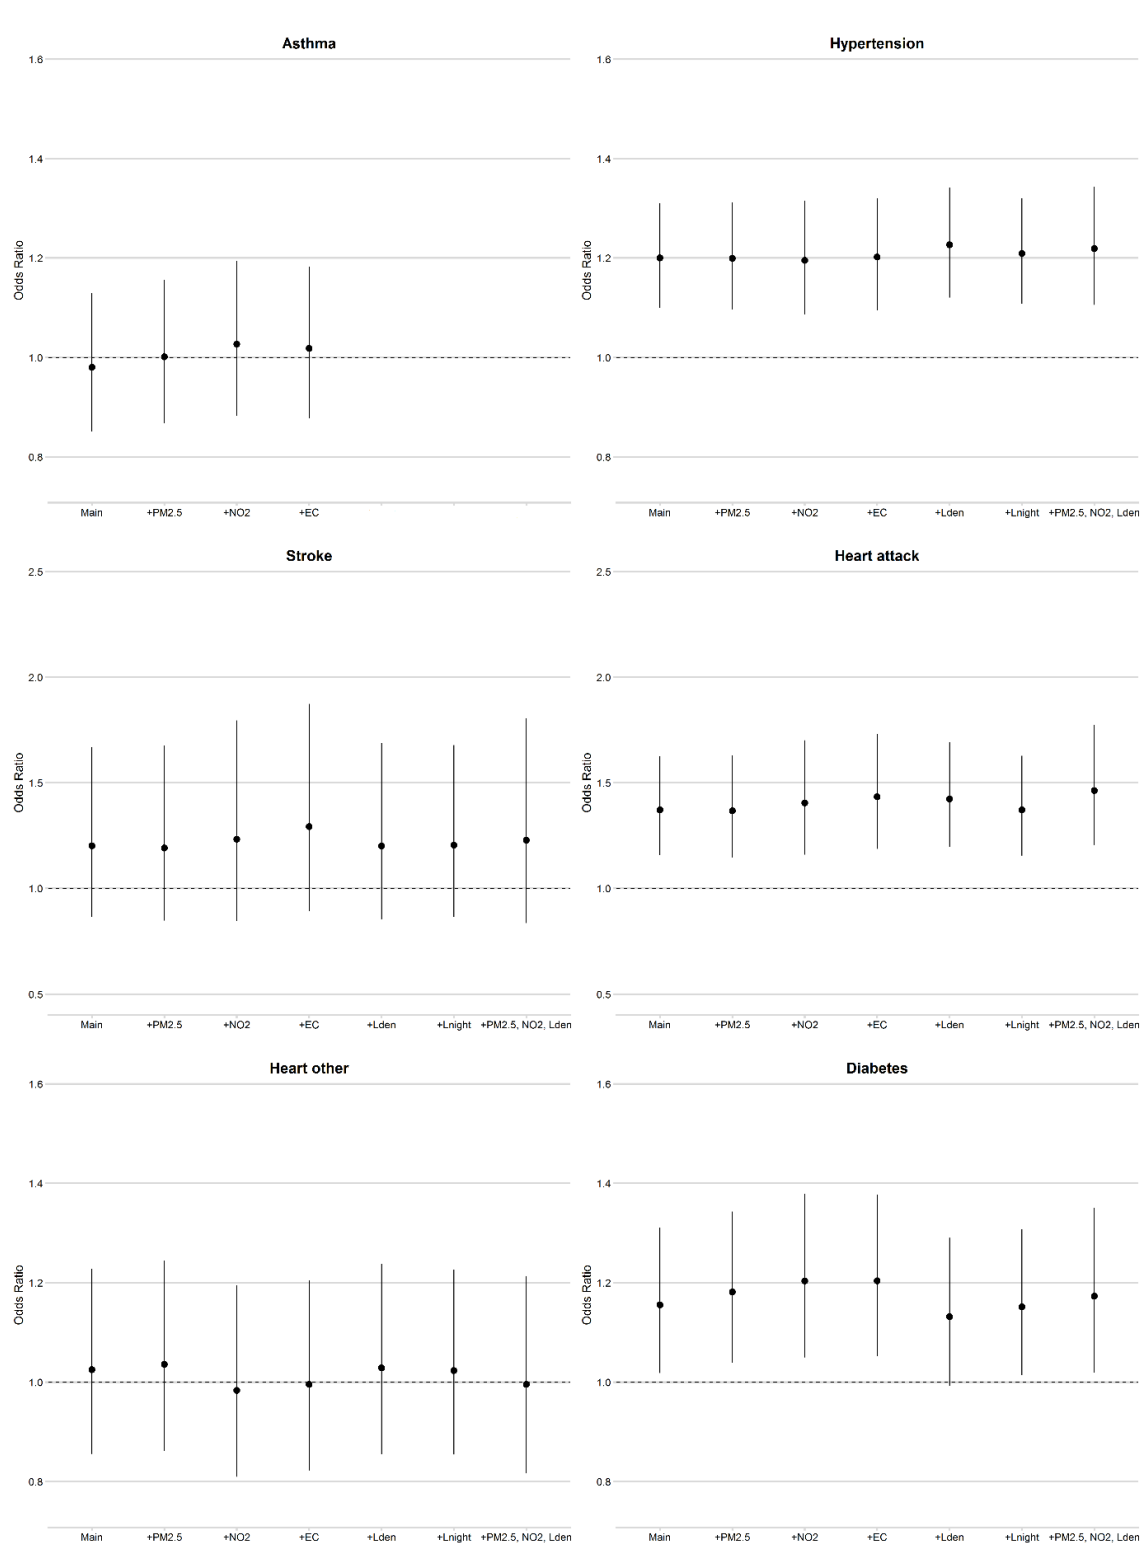 Asthma
1.6
1.4
1.2
1.0
0.8
Odds Ratio
Main +PM2.5 +NO2 +EC
Hypertension
1.6
1.4
1.2
1.0
0.8
Odds Ratio
Main +PM2.5 +NO2 +EC +Lden +Lnight +PM2.5, NO2, Lden
Stroke
2.5
2.0
1.5
1.0
0.5
Odds Ratio
Main +PM2.5 +NO2 +EC +Lden +Lnight +PM2.5, NO2, Lden
Heart attack
2.5
2.0
1.5
1.0
0.5
Odds Ratio
Main +PM2.5 +NO2 +EC +Lden +Lnight +PM2.5, NO2, Lden
Heart other
1.6
1.4
1.2
1.0
0.8
Odds Ratio
Main +PM2.5 +NO2 +EC +Lden +Lnight +PM2.5, NO2, Lden
Diabetes
1.6
1.4
1.2
1.0
0.8
Odds Ratio
Main +PM2.5 +NO2 +EC +Lden +Lnight +PM2.5, NO2, Lden